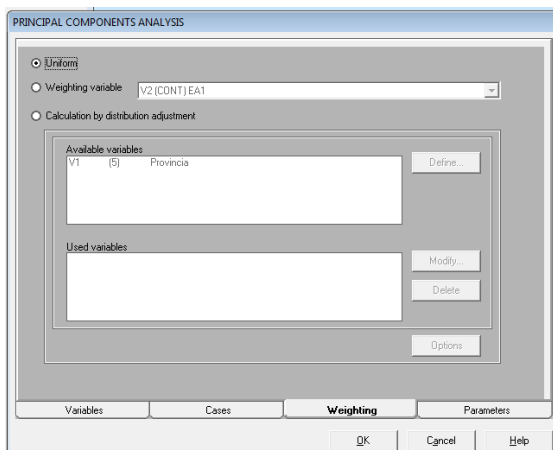 PRINCIPAL COMPONENTS ANALYSIS
Uniform
Weighting variable V2 (CONT) EA1
Calculation by distribution adjustment
Available variables
V1 (5) Provincia
Define...
Used variables
Modify...
Delete
Options
Variables Cases Weighting Parameters
OK Cancel Help